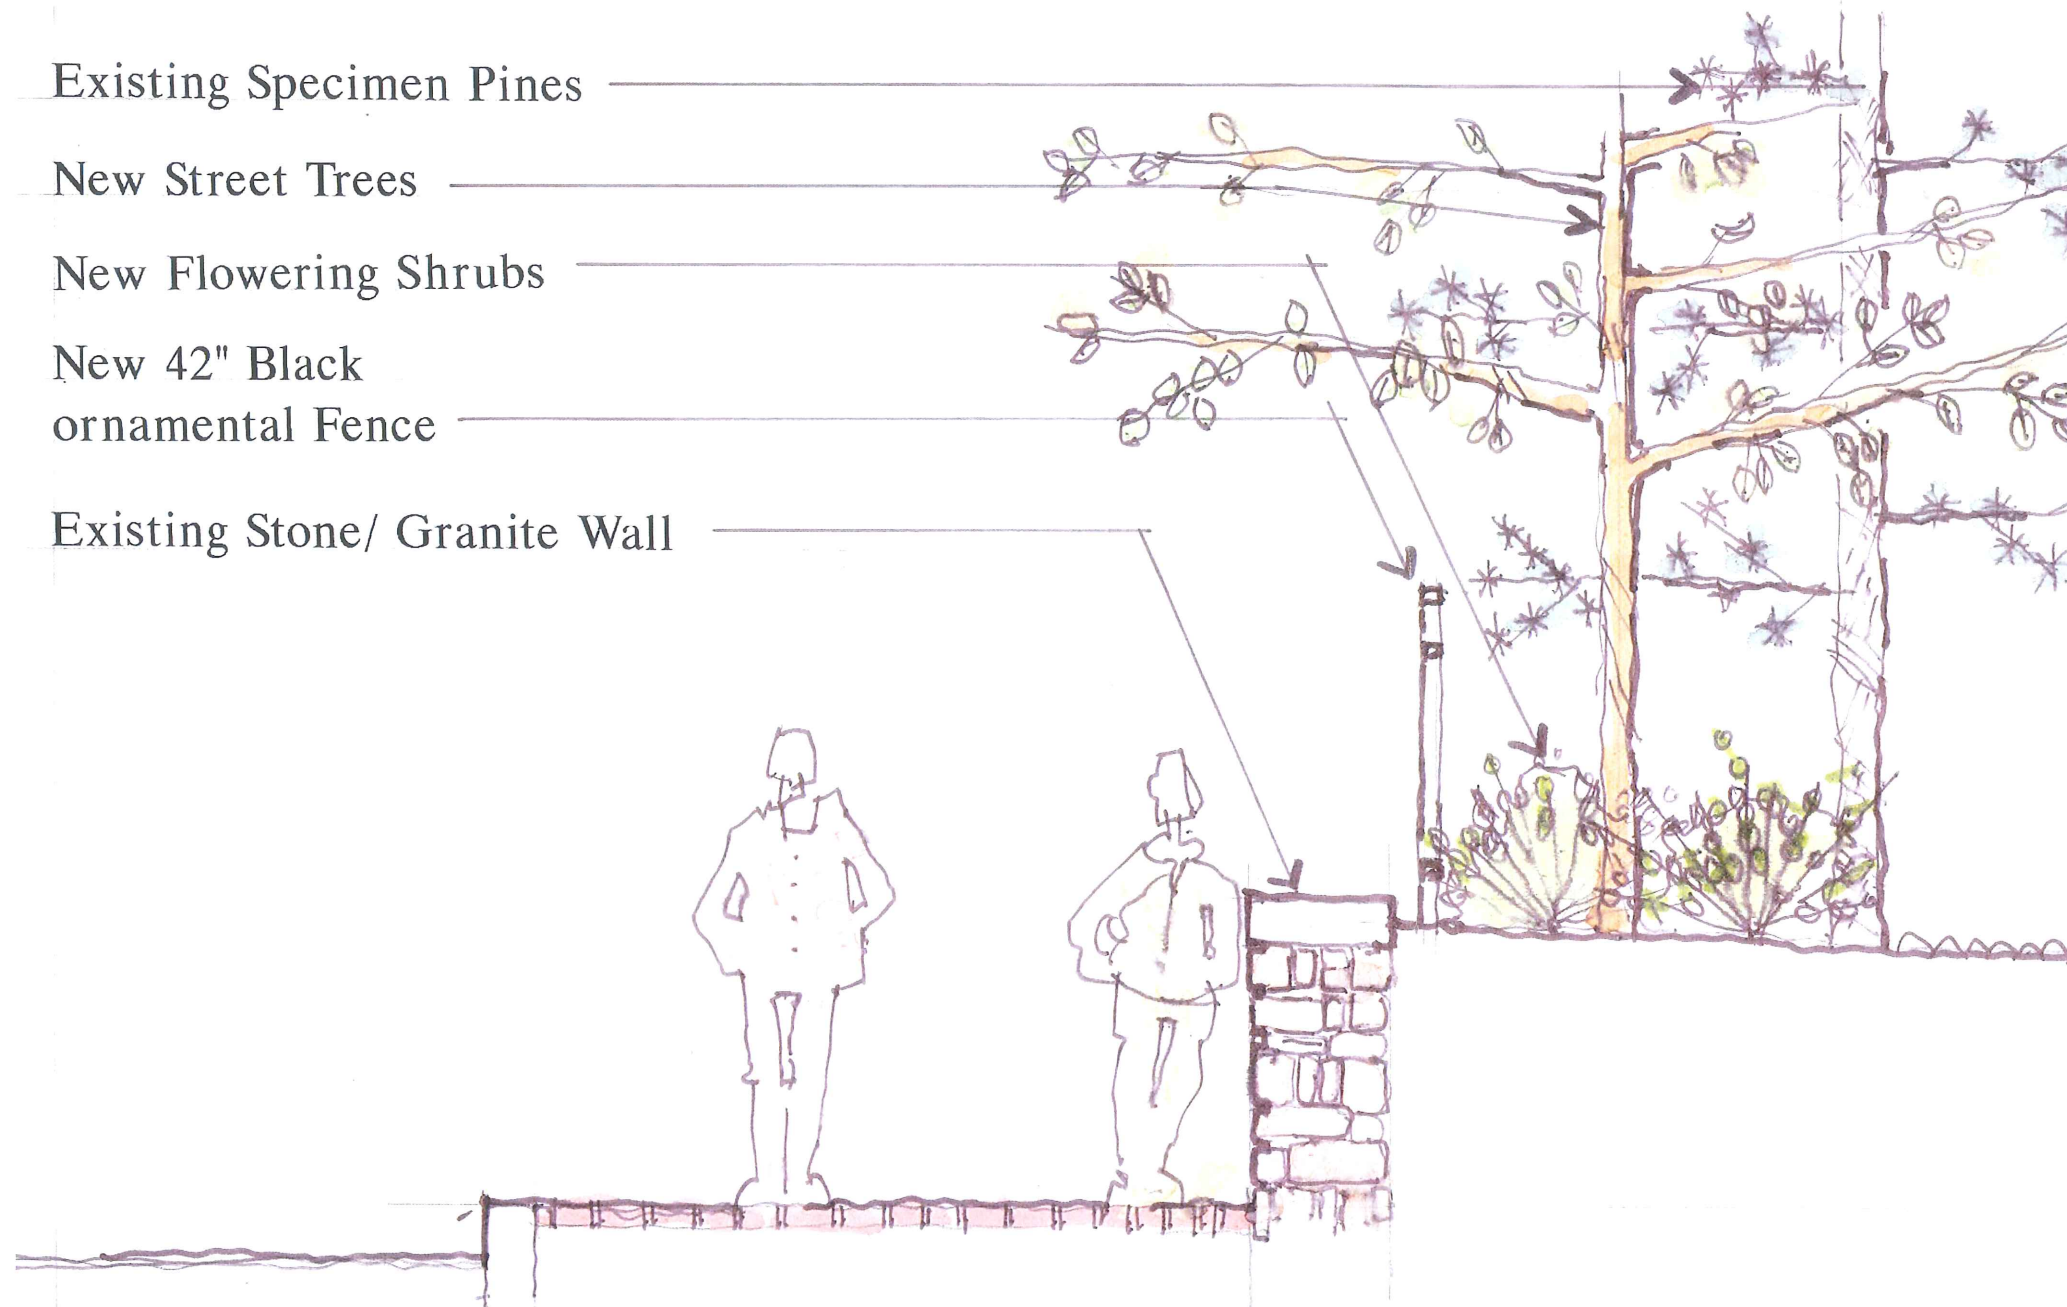 Existing Specimen Pines
New Street Trees
New Flowering Shrubs
New 42" Black
ornamental Fence
Existing Stone/ Granite Wall